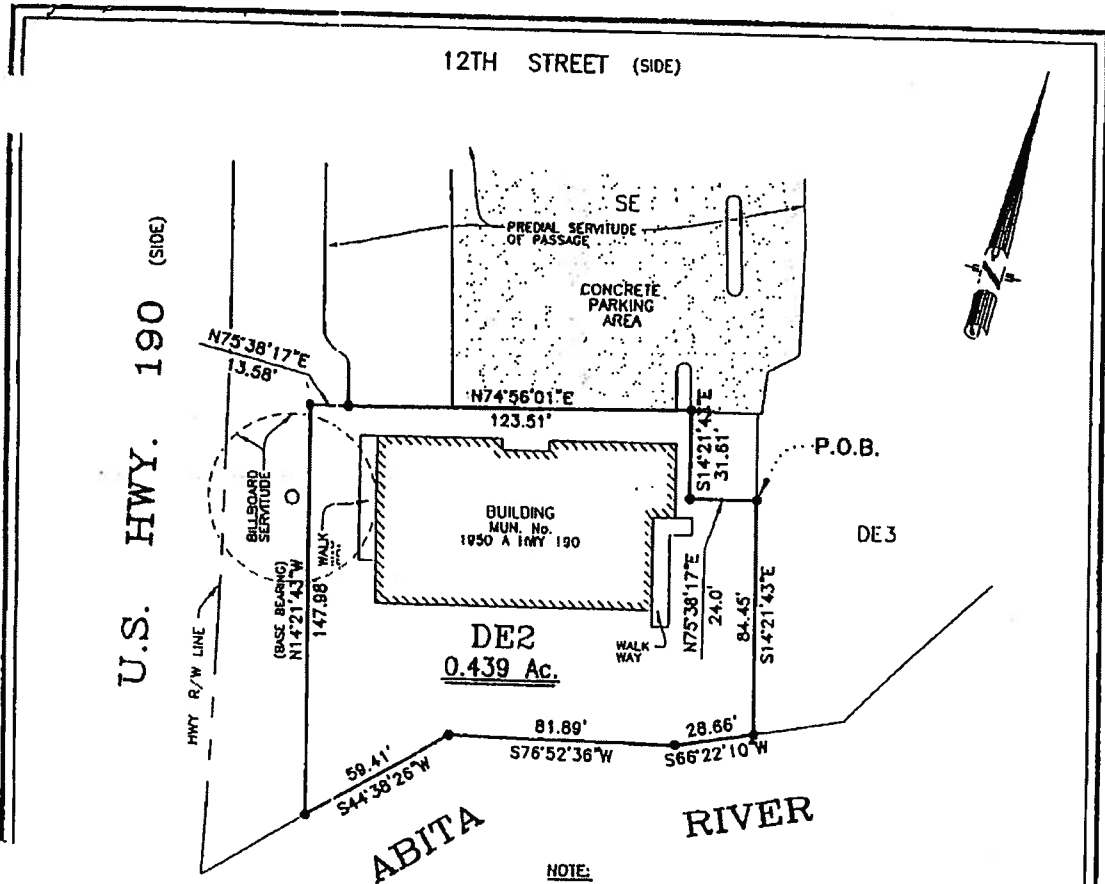 12TH STREET (SIDE)
U.S. HWY. 190 (SIDE)
SE
PREDIAL SERVITUDE
OF PASSAGE
CONCRETE
PARKING
AREA
N75°38'17"E
13.58'
N74°56'01"E
123.51'
S14°21'43"E
31.61'
P.O.B.
BILLBOARD
SERVITUDE
WALK
BUILDING
MUN. No.
1950 A HWY 190
DE3
(BASE BEARING)
N14°21'43"W
147.98'
N75°38'17"E
24.0'
84.45'
S14°21'43"E
HWY R/W LINE
DE2
0.439 Ac.
WALK
WAY
81.89'
S76°52'36"W
28.66'
S66°22'10"W
59.41'
S44°38'26"W
ABITA RIVER
NOTE: